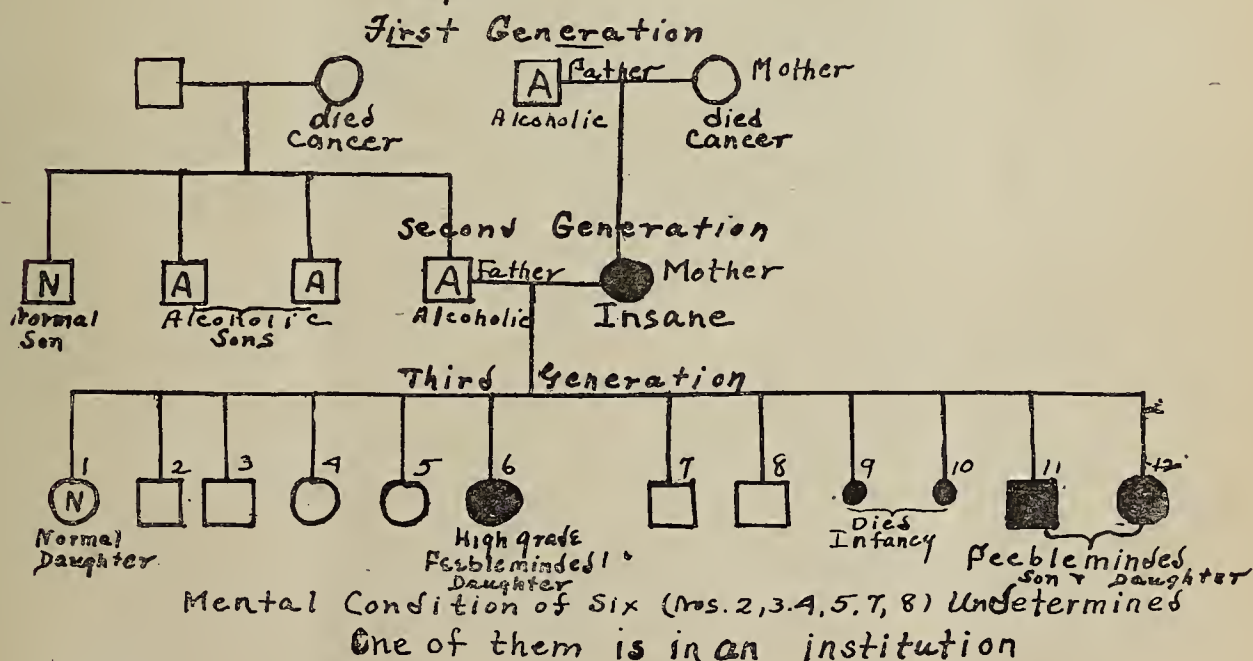 First Generation
A Father Mother
Alcoholic
died Cancer
died Cancer
Second Generation
N A A A Father Mother
Normal Son
Alcoholic Sons
Alcoholic
Insane
Third Generation
1 2 3 4 5 6 7 8 9 10 11 12
N
Normal Daughter
High grade Feebleminded Daughter
Died Infancy
Feebleminded Son & Daughter
Mental Condition of Six (Nos. 2,3.4,5,7,8) Undetermined
One of them is in an institution